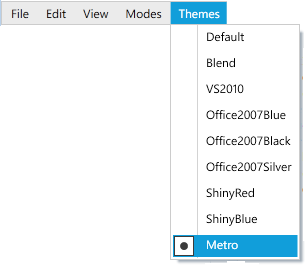 File Edit View Modes Themes
Default
Blend
VS2010
Office2007Blue
Office2007Black
Office2007Silver
ShinyRed
ShinyBlue
Metro